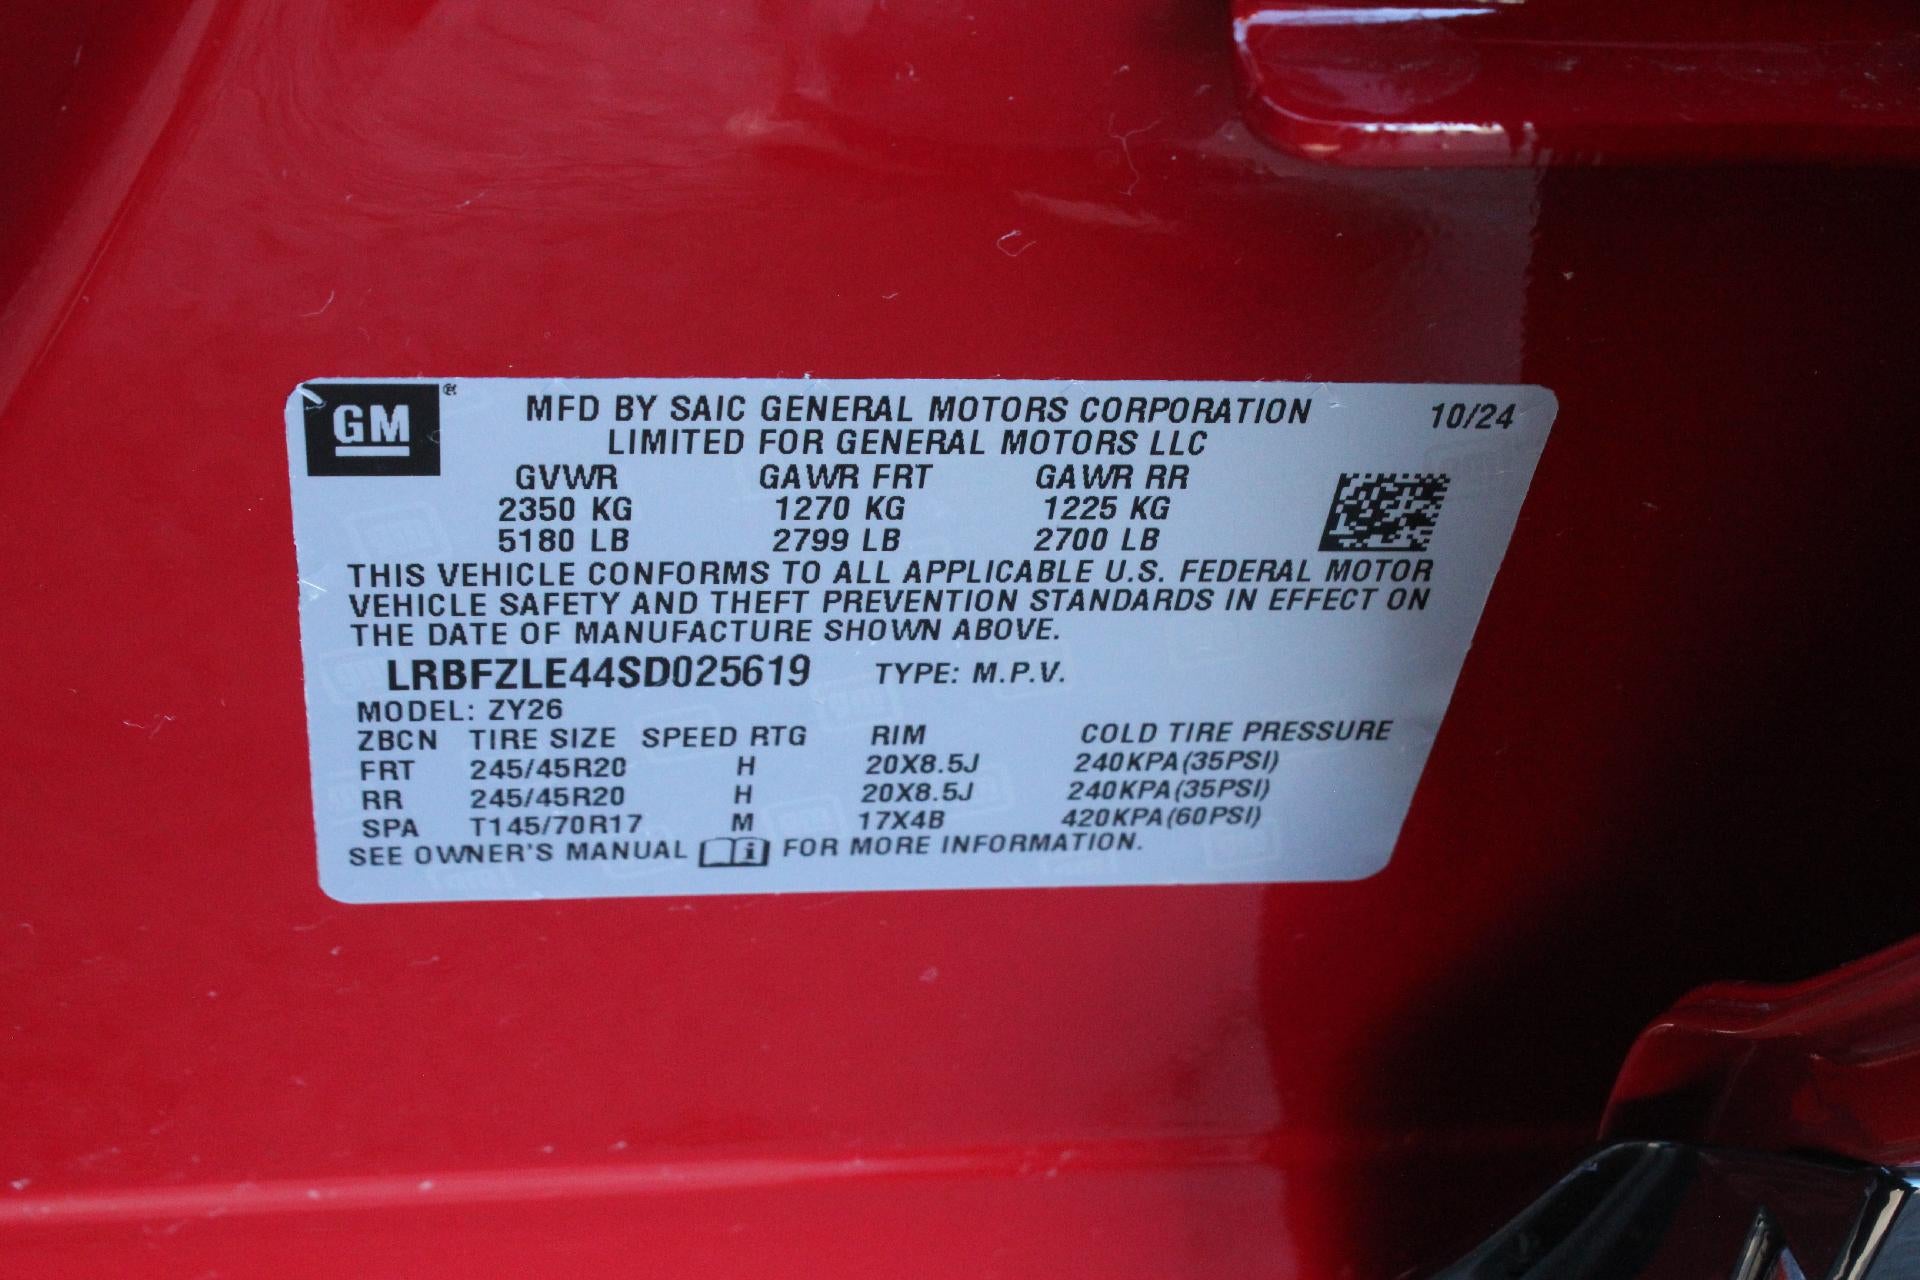 GM ®
MFD BY SAIC GENERAL MOTORS CORPORATION 10/24
LIMITED FOR GENERAL MOTORS LLC
GVWR GAWR FRT GAWR RR
2350 KG 1270 KG 1225 KG
5180 LB 2799 LB 2700 LB
THIS VEHICLE CONFORMS TO ALL APPLICABLE U.S. FEDERAL MOTOR
VEHICLE SAFETY AND THEFT PREVENTION STANDARDS IN EFFECT ON
THE DATE OF MANUFACTURE SHOWN ABOVE.
LRBFZLE44SD025619 TYPE: M.P.V.
MODEL: ZY26
ZBCN TIRE SIZE SPEED RTG RIM COLD TIRE PRESSURE
FRT 245/45R20 H 20X8.5J 240KPA(35PSI)
RR 245/45R20 H 20X8.5J 240KPA(35PSI)
SPA T145/70R17 M 17X4B 420KPA(60PSI)
SEE OWNER'S MANUAL i FOR MORE INFORMATION.